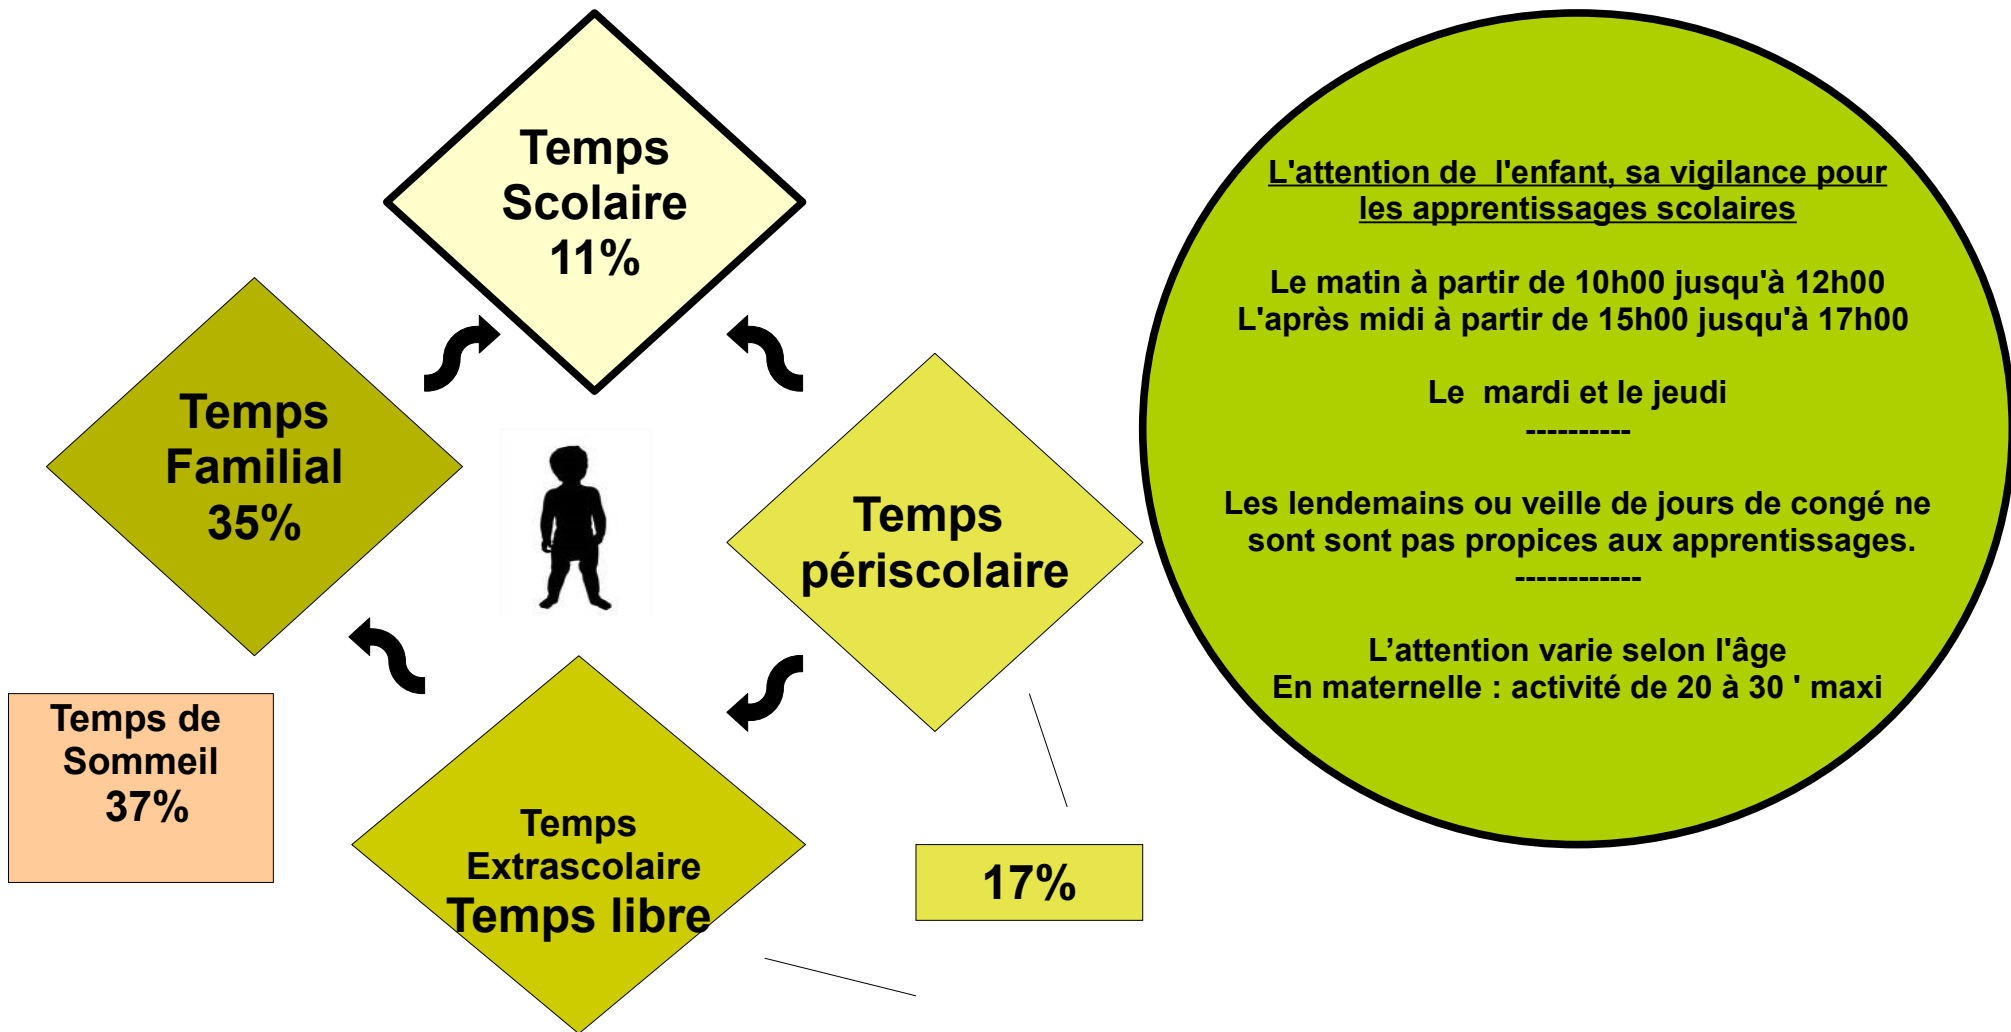 Temps
Scolaire
11%
Temps
Familial
35%
Temps
périscolaire
Temps de
Sommeil
37%
Temps
Extrascolaire
Temps libre
17%
L'attention de  l'enfant, sa vigilance pour
les apprentissages scolaires
Le matin à partir de 10h00 jusqu'à 12h00
L'après midi à partir de 15h00 jusqu'à 17h00
Le  mardi et le jeudi
----------
Les lendemains ou veille de jours de congé ne
sont sont pas propices aux apprentissages.
------------
L’attention varie selon l'âge
En maternelle : activité de 20 à 30 ' maxi